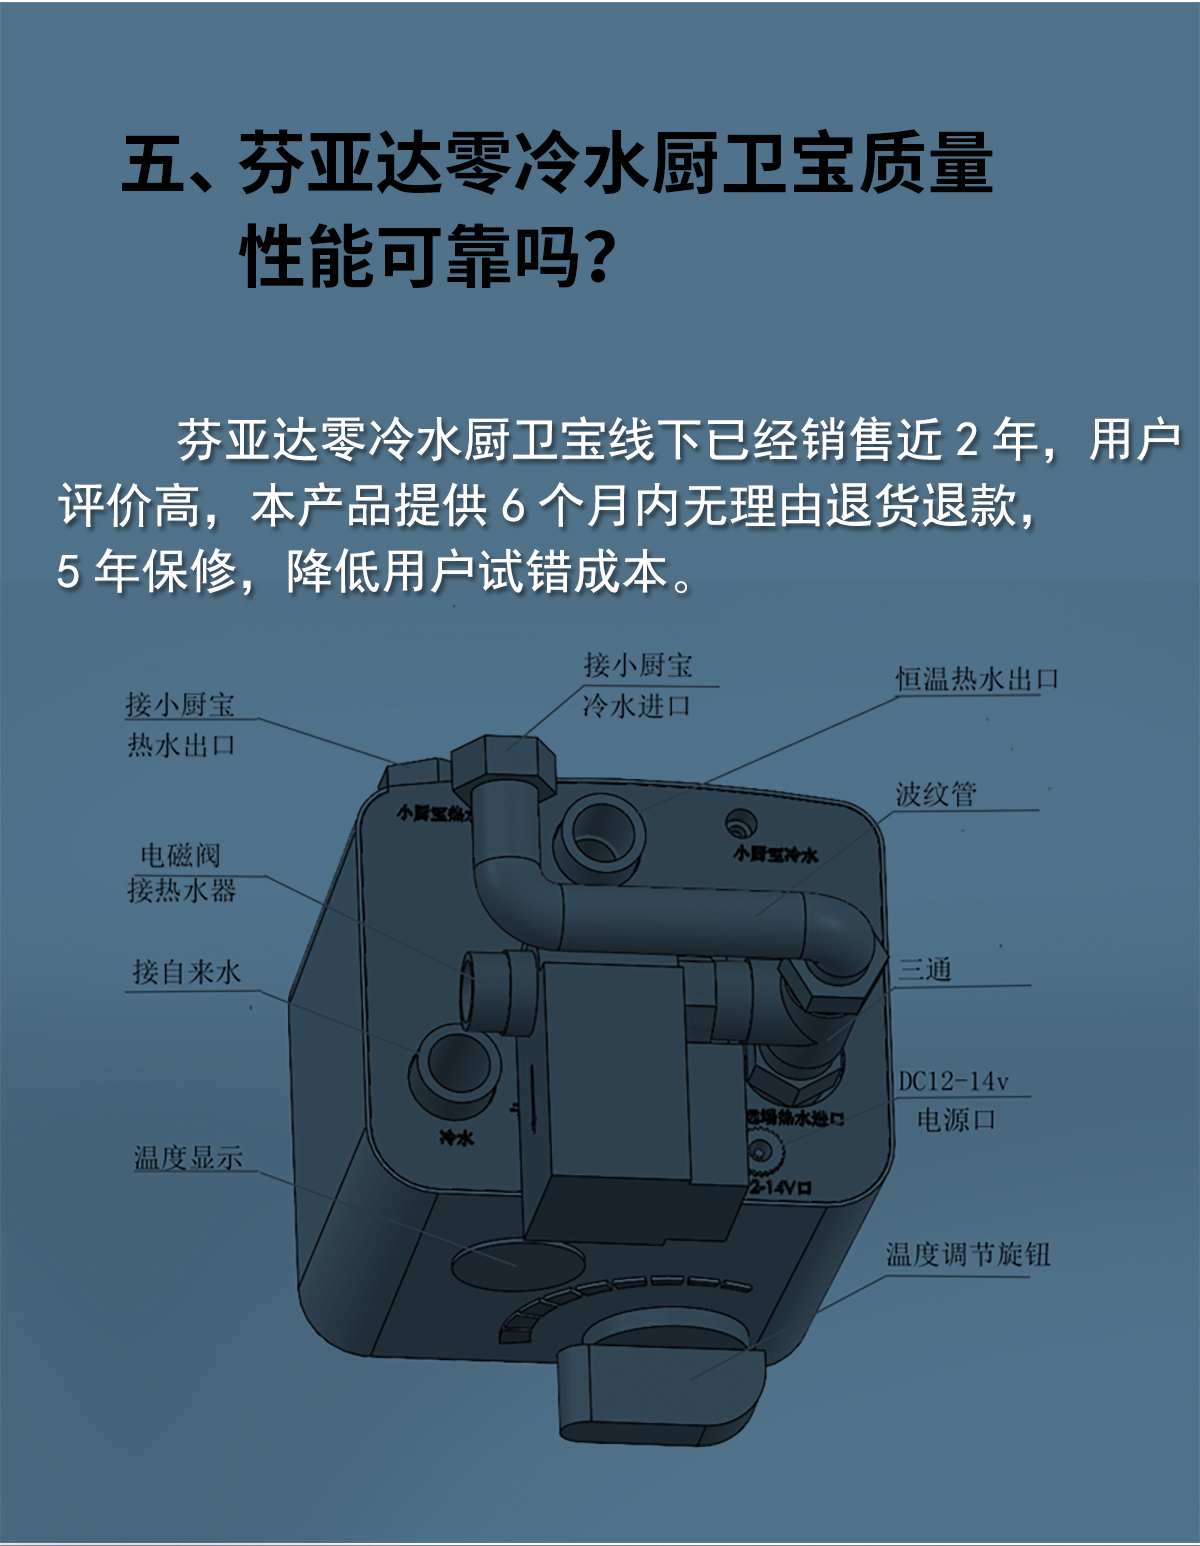 五、芬亚达零冷水厨卫宝质量
性能可靠吗？
芬亚达零冷水厨卫宝线下已经销售近2年，用户
评价高，本产品提供6个月内无理由退货退款，
5年保修，降低用户试错成本。
接小厨宝
冷水进口
恒温热水出口
接小厨宝
热水出口
波纹管
小厨宝热
小厨宝冷水
电磁阀
接热水器
接自来水
三通
DC12-14v
电源口
热水进口
冷水
温度显示
2-14V口
温度调节旋钮